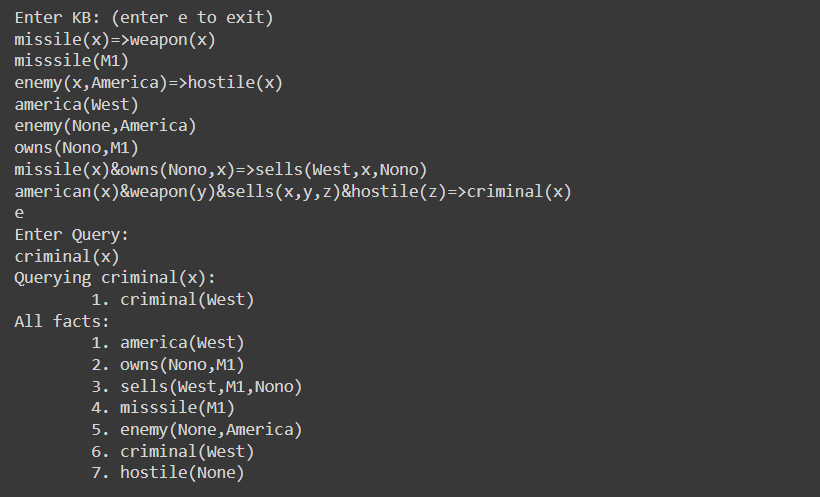 Enter KB: (enter e to exit)
missile(x)=>weapon(x)
misssile(M1)
enemy(x,America)=>hostile(x)
america(West)
enemy(None,America)
owns(Nono,M1)
missile(x)&owns(Nono,x)=>sells(West,x,Nono)
american(x)&weapon(y)&sells(x,y,z)&hostile(z)=>criminal(x)
e
Enter Query:
criminal(x)
Querying criminal(x):
1. criminal(West)
All facts:
1. america(West)
2. owns(Nono,M1)
3. sells(West,M1,Nono)
4. misssile(M1)
5. enemy(None,America)
6. criminal(West)
7. hostile(None)